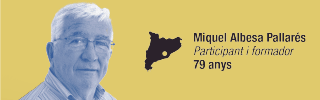 Miquel Albesa Pallarés
Participant i formador
79 anys